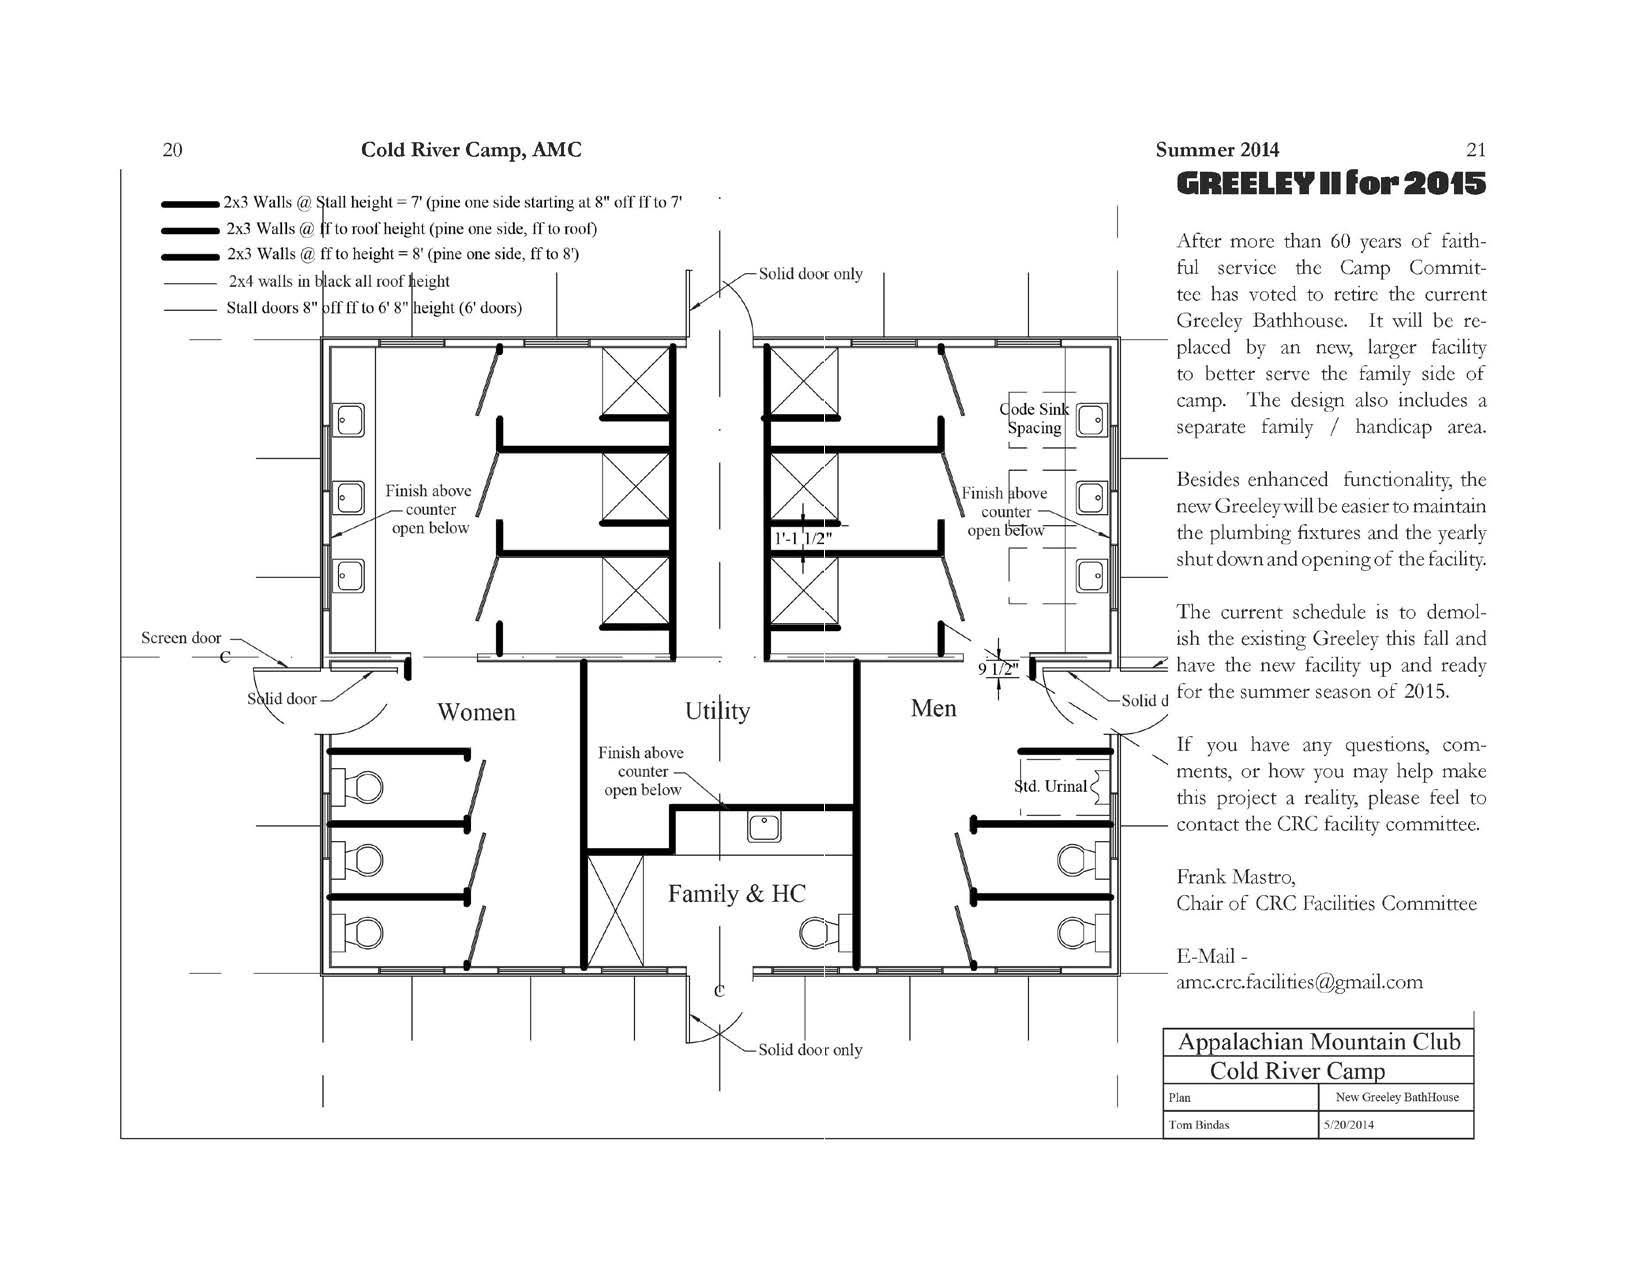 20
Cold River Camp, AMC
2x3 Walls @ Stall height = 7' (pine one side starting at 8" off ff to 7'
2x3 Walls @ ff to roof height (pine one side, ff to roof)
2x3 Walls @ ff to height = 8' (pine one side, ff to 8')
2x4 walls in black all roof height
Stall doors 8" off ff to 6' 8" height (6' doors)
Solid door only
Code Sink
Spacing
Finish above
counter
open below
Finish above
counter
open below
1'-1 1/2"
Screen door
C
Solid door
9 1/2"
Solid d
Women
Utility
Men
Finish above
counter
open below
Std. Urinal
Family & HC
C
Solid door only
Summer 2014
21
GREELEY II for 2015
After more than 60 years of faith-
ful service the Camp Commit-
tee has voted to retire the current
Greeley Bathhouse. It will be re-
placed by an new, larger facility
to better serve the family side of
camp. The design also includes a
separate family / handicap area.
Besides enhanced functionality, the
new Greeley will be easier to maintain
the plumbing fixtures and the yearly
shut down and opening of the facility.
The current schedule is to demol-
ish the existing Greeley this fall and
have the new facility up and ready
for the summer season of 2015.
If you have any questions, com-
ments, or how you may help make
this project a reality, please feel to
contact the CRC facility committee.
Frank Mastro,
Chair of CRC Facilities Committee
E-Mail -
amc.crc.facilities@gmail.com
Appalachian Mountain Club
Cold River Camp
Plan
New Greeley BathHouse
Tom Bindas
5/20/2014